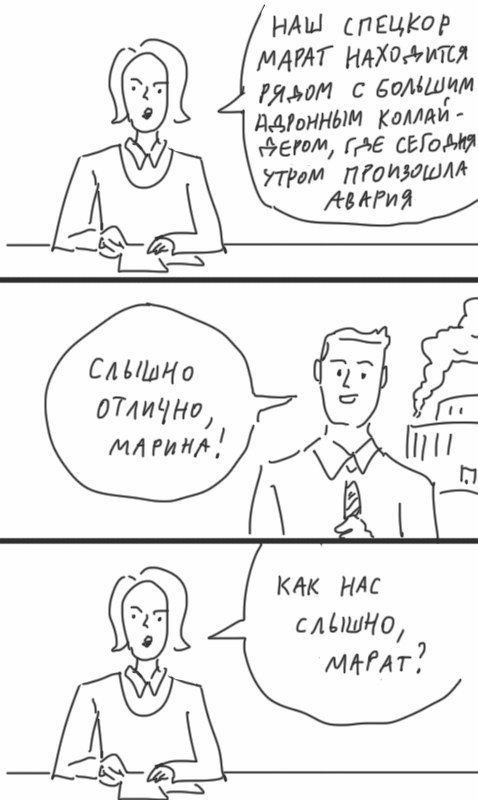 НАШ СПЕЦКОР
МАРАТ НАХОДИТСЯ
РЯДОМ С БОЛЬШИМ
АДРОННЫМ КОЛЛАЙ-
ДЕРОМ, ГДЕ СЕГОДНЯ
УТРОМ ПРОИЗОШЛА
АВАРИЯ
СЛЫШНО
ОТЛИЧНО,
МАРИНА!
КАК НАС
СЛЫШНО,
МАРАТ?